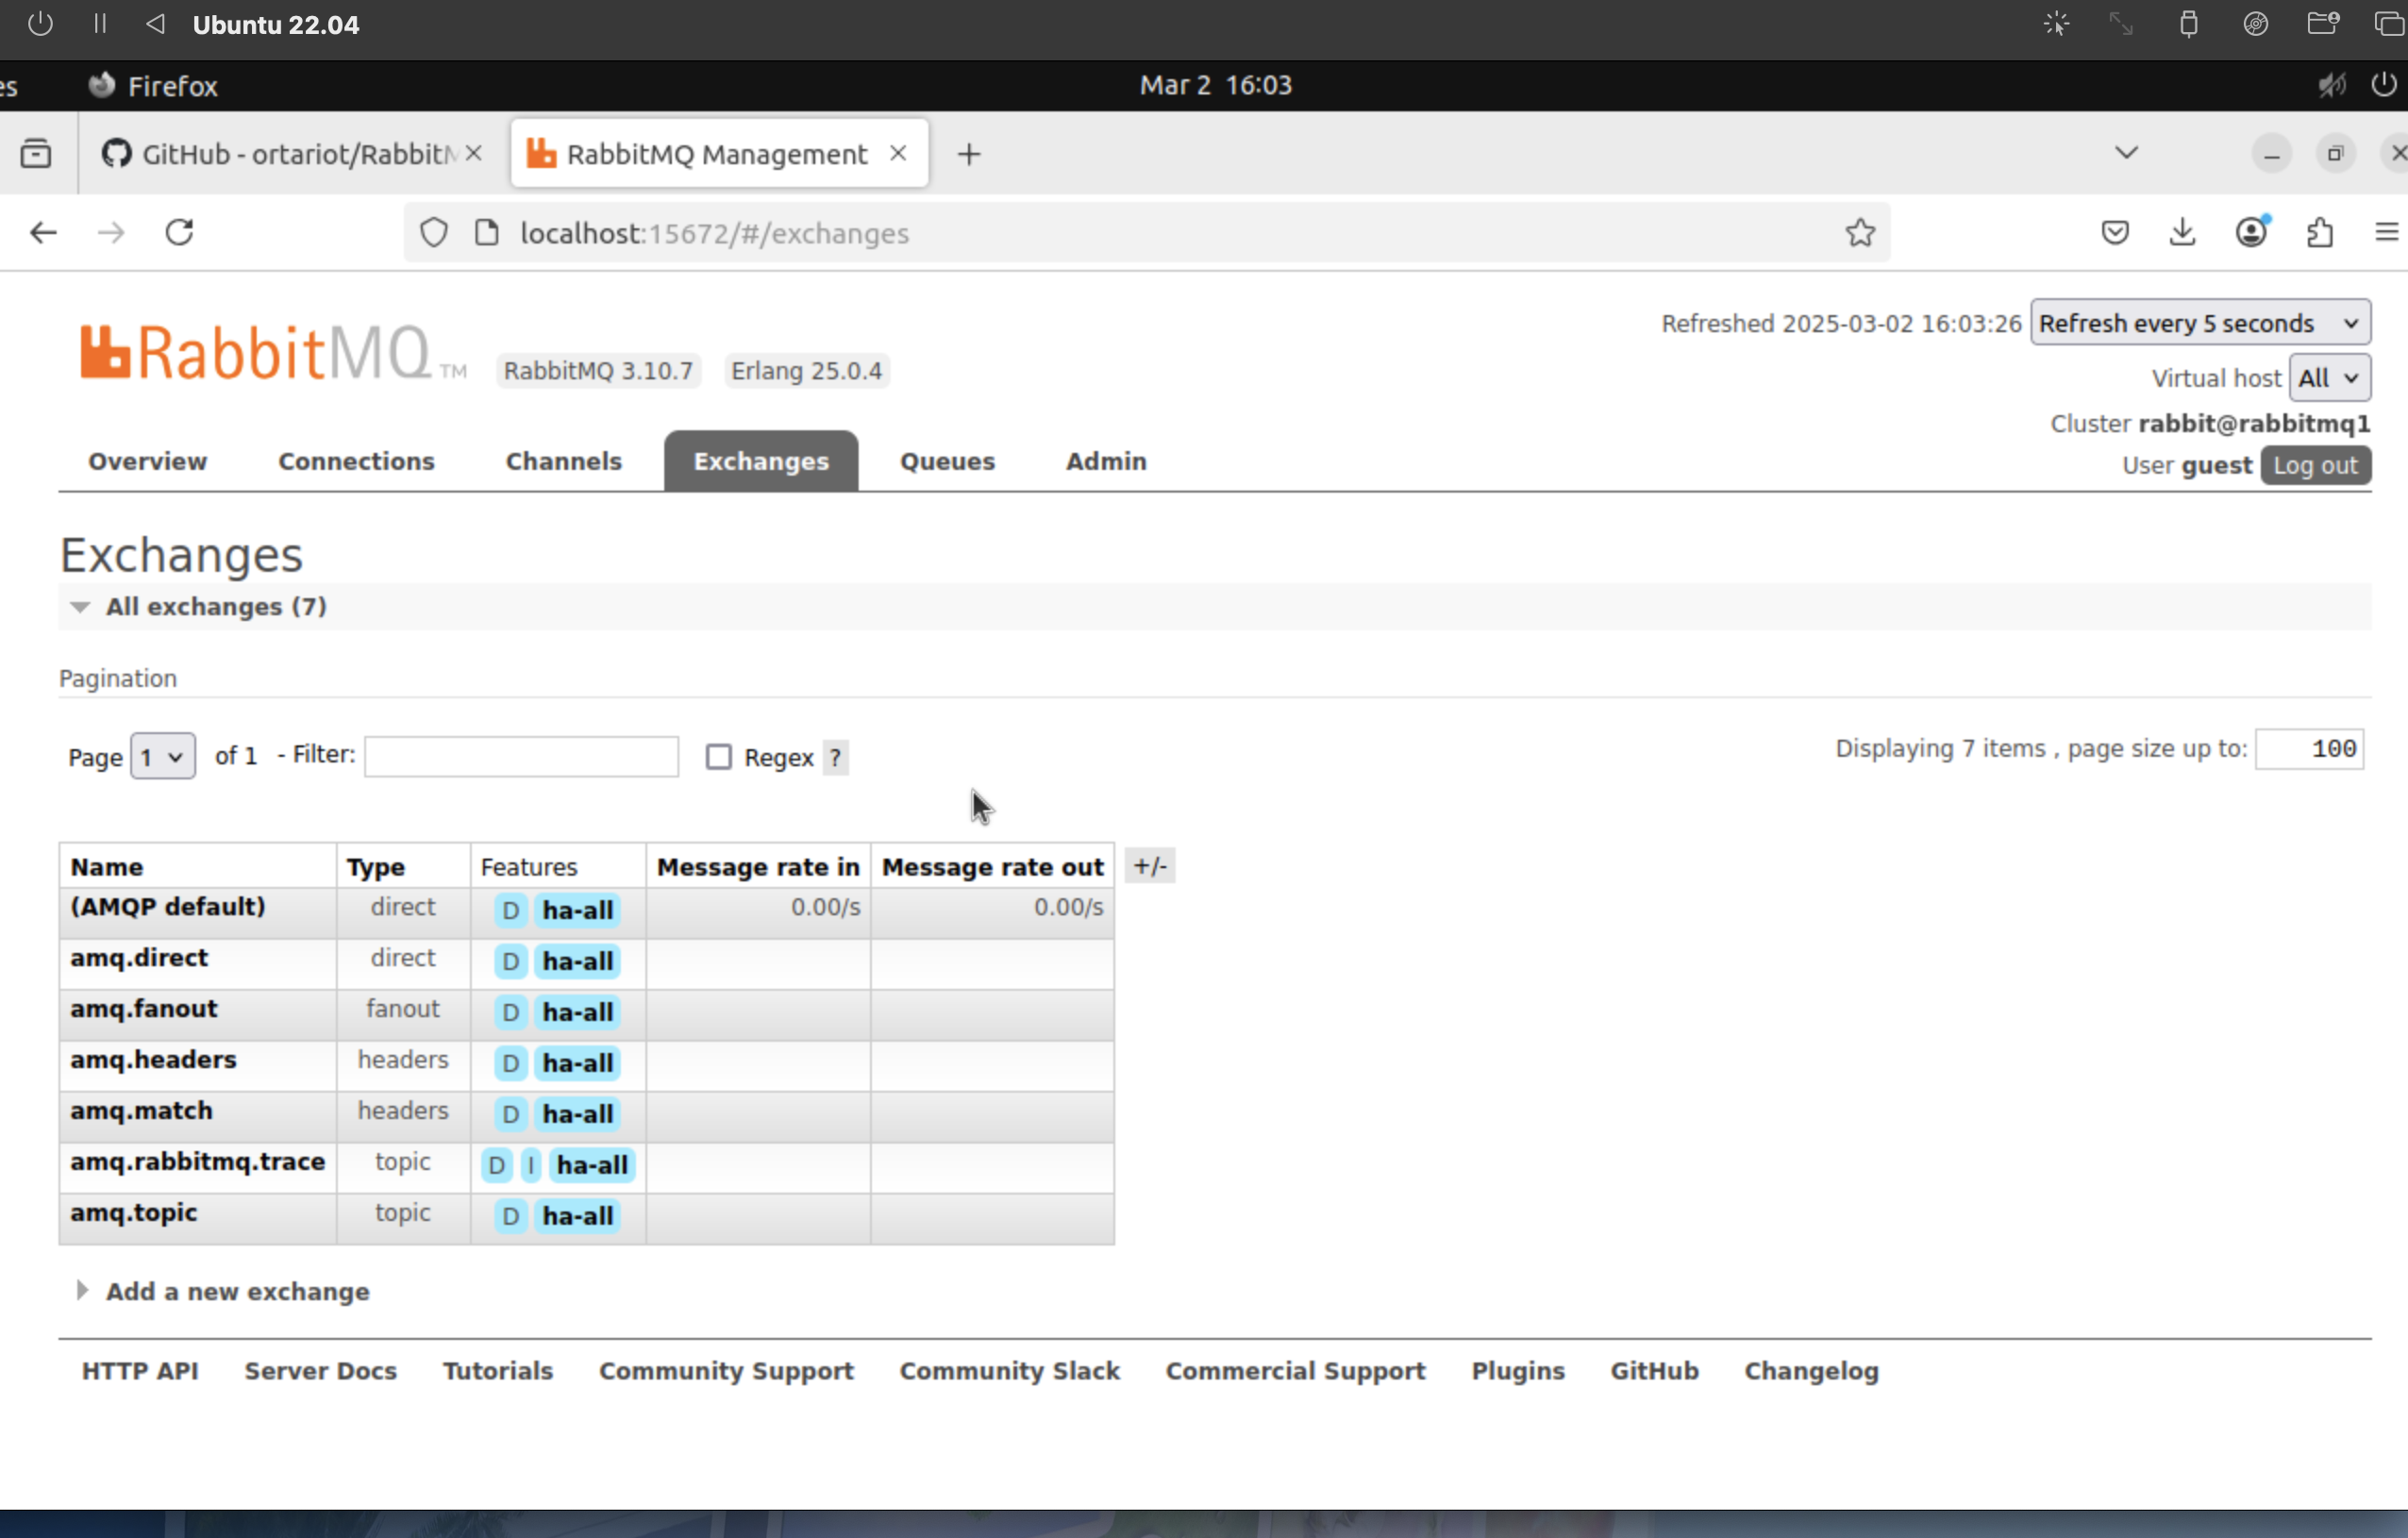 Ubuntu 22.04
es Firefox Mar 2 16:03
GitHub - ortariot/RabbitM RabbitMQ Management
localhost:15672/#/exchanges
Refreshed 2025-03-02 16:03:26 Refresh every 5 seconds
RabbitMQ TM RabbitMQ 3.10.7 Erlang 25.0.4
Virtual host All
Cluster rabbit@rabbitmq1
Overview Connections Channels Exchanges Queues Admin
User guest Log out
Exchanges
All exchanges (7)
Pagination
Page 1 of 1 - Filter: Regex ? Displaying 7 items , page size up to: 100
Name Type Features Message rate in Message rate out +/-
(AMQP default) direct D ha-all 0.00/s 0.00/s
amq.direct direct D ha-all
amq.fanout fanout D ha-all
amq.headers headers D ha-all
amq.match headers D ha-all
amq.rabbitmq.trace topic D I ha-all
amq.topic topic D ha-all
Add a new exchange
HTTP API Server Docs Tutorials Community Support Community Slack Commercial Support Plugins GitHub Changelog